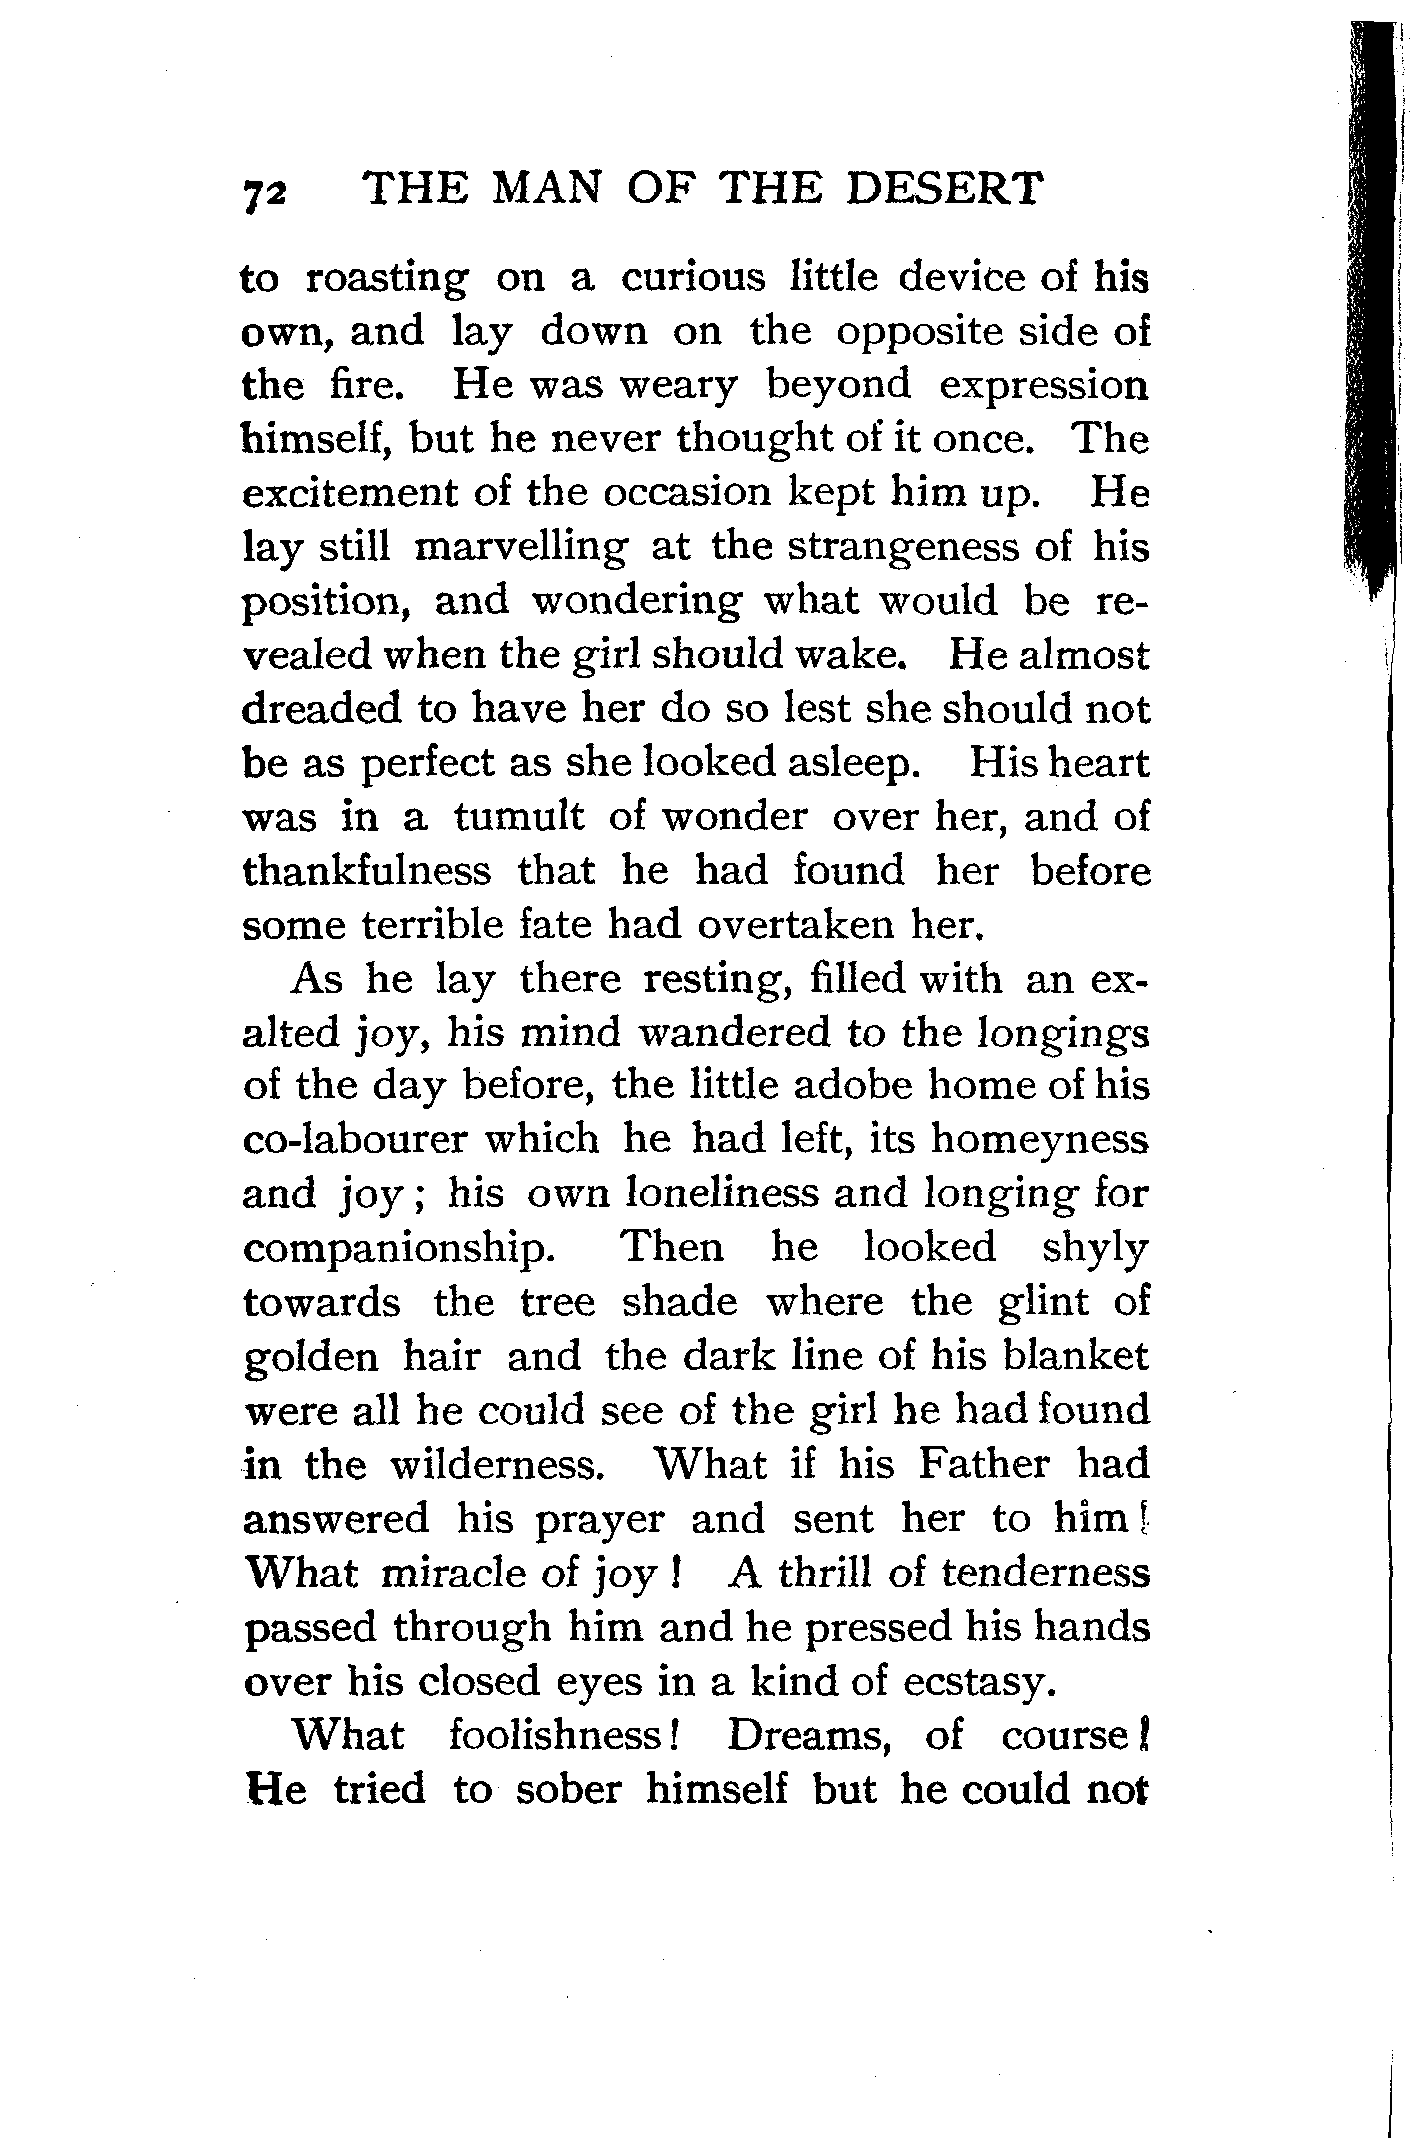 72 THE MAN OF THE DESERT
to roasting on a curious little device of his
own, and lay down on the opposite side of
the fire. He was weary beyond expression
himself, but he never thought of it once. The
excitement of the occasion kept him up. He
lay still marvelling at the strangeness of his
position, and wondering what would be re-
vealed when the girl should wake. He almost
dreaded to have her do so lest she should not
be as perfect as she looked asleep. His heart
was in a tumult of wonder over her, and of
thankfulness that he had found her before
some terrible fate had overtaken her.
As he lay there resting, filled with an ex-
alted joy, his mind wandered to the longings
of the day before, the little adobe home of his
co-labourer which he had left, its homeyness
and joy ; his own loneliness and longing for
companionship. Then he looked shyly
towards the tree shade where the glint of
golden hair and the dark line of his blanket
were all he could see of the girl he had found
in the wilderness. What if his Father had
answered his prayer and sent her to him !
What miracle of joy ! A thrill of tenderness
passed through him and he pressed his hands
over his closed eyes in a kind of ecstasy.
What foolishness ! Dreams, of course !
He tried to sober himself but he could not